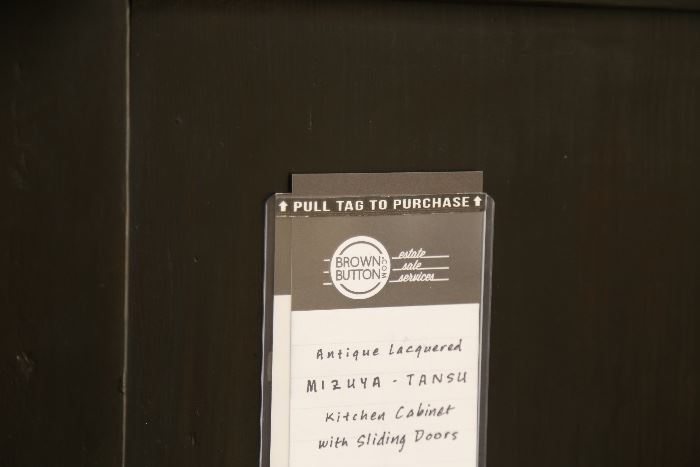 ⬆ PULL TAG TO PURCHASE ⬆
BROWN
BUTTON
.COM
estate
sale
services
Antique Lacquered
MIZUYA - TANSU
Kitchen Cabinet
with Sliding Doors